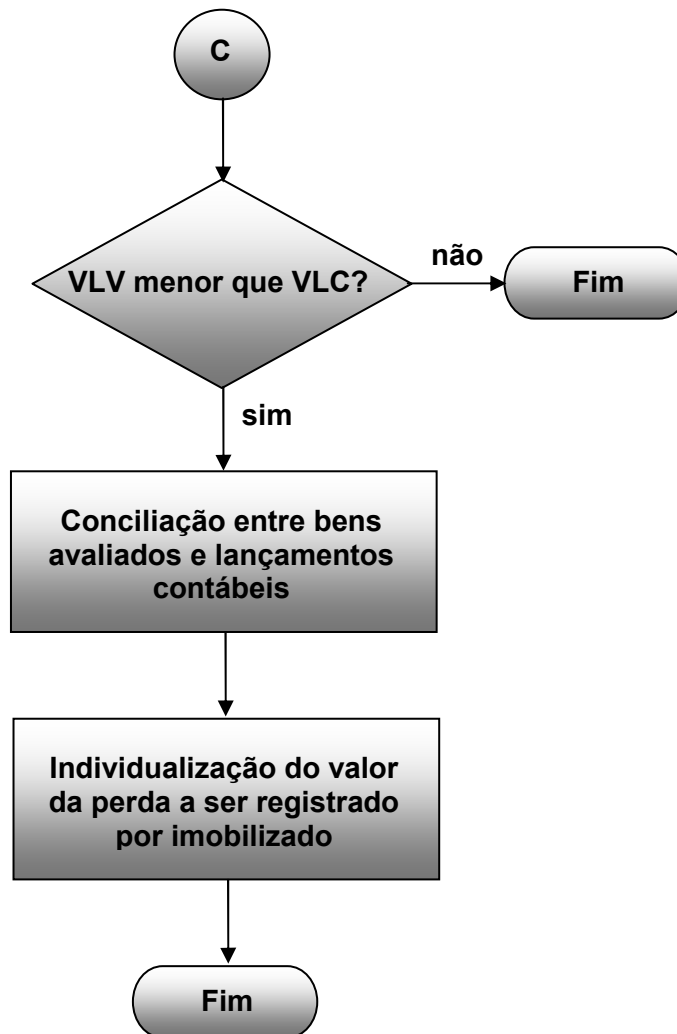 C
VLV menor que VLC?
não
Fim
sim
Conciliação entre bens
avaliados e lançamentos
contábeis
Individualização do valor
da perda a ser registrado
por imobilizado
Fim